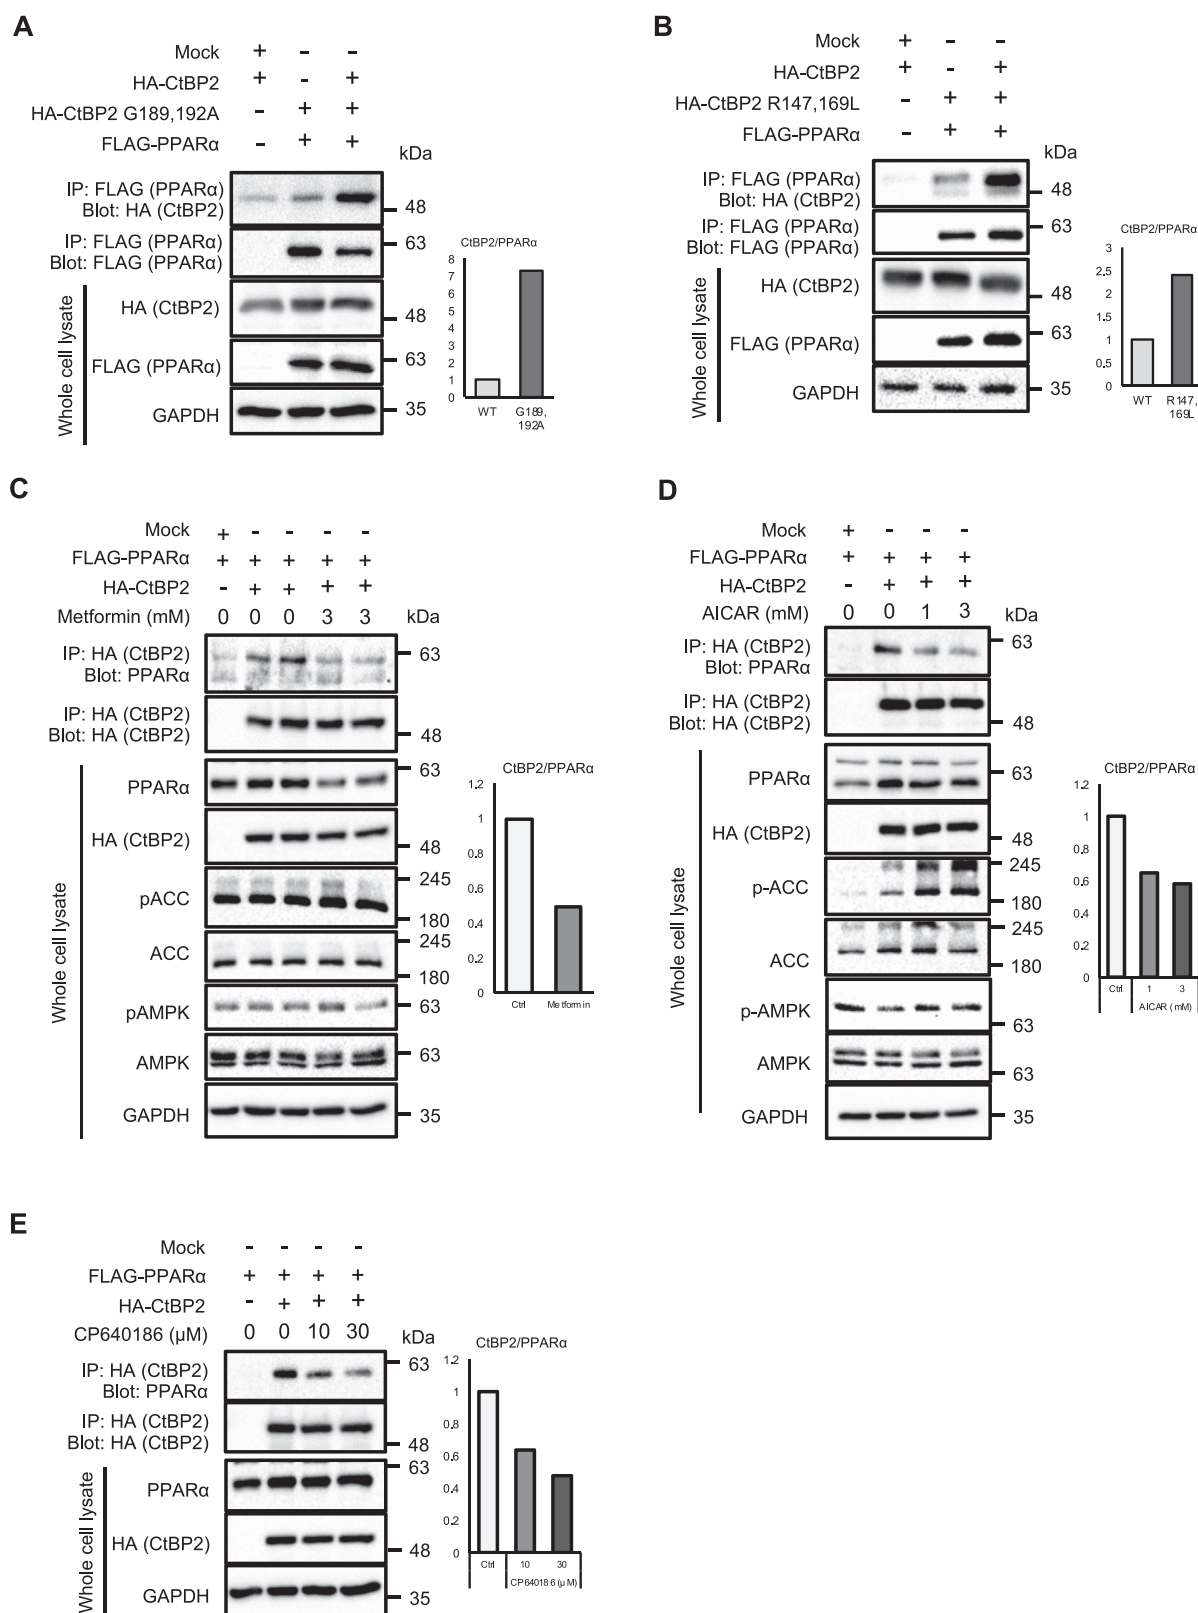 A
Mock + - -
HA-CtBP2 + - +
HA-CtBP2 G189,192A - + +
FLAG-PPARα - + +
kDa
IP: FLAG (PPARα)
Blot: HA (CtBP2)
48
IP: FLAG (PPARα)
Blot: FLAG (PPARα)
63
Whole cell lysate
HA (CtBP2)
48
FLAG (PPARα)
63
GAPDH
35
CtBP2/PPARα
8
7
6
5
4
3
2
1
0
WT G189,
192A
B
Mock + - -
HA-CtBP2 + - +
HA-CtBP2 R147,169L - + +
FLAG-PPARα - + +
kDa
IP: FLAG (PPARα)
Blot: HA (CtBP2)
48
IP: FLAG (PPARα)
Blot: FLAG (PPARα)
63
Whole cell lysate
HA (CtBP2)
48
FLAG (PPARα)
63
GAPDH
35
CtBP2/PPARα
3
2.5
2
1.5
1
0.5
0
WT R147,
169L
C
Mock + - - - -
FLAG-PPARα + + + + +
HA-CtBP2 - + + + +
Metformin (mM) 0 0 0 3 3
kDa
IP: HA (CtBP2)
Blot: PPARα
63
IP: HA (CtBP2)
Blot: HA (CtBP2)
48
Whole cell lysate
PPARα
63
HA (CtBP2)
48
pACC
245
180
ACC
245
180
pAMPK
63
AMPK
63
GAPDH
35
CtBP2/PPARα
1.2
1
0.8
0.6
0.4
0.2
0
Ctrl Metformin
D
Mock + - - -
FLAG-PPARα + + + +
HA-CtBP2 - + + +
AICAR (mM) 0 0 1 3
kDa
IP: HA (CtBP2)
Blot: PPARα
63
IP: HA (CtBP2)
Blot: HA (CtBP2)
48
Whole cell lysate
PPARα
63
HA (CtBP2)
48
p-ACC
245
180
ACC
245
180
p-AMPK
63
AMPK
63
GAPDH
35
CtBP2/PPARα
1.2
1
0.8
0.6
0.4
0.2
0
Ctrl 1 3
AICAR (mM)
E
Mock - - - -
FLAG-PPARα + + + +
HA-CtBP2 - + + +
CP640186 (µM) 0 0 10 30
kDa
IP: HA (CtBP2)
Blot: PPARα
63
IP: HA (CtBP2)
Blot: HA (CtBP2)
48
Whole cell lysate
PPARα
63
HA (CtBP2)
48
GAPDH
35
CtBP2/PPARα
1.2
1
0.8
0.6
0.4
0.2
0
Ctrl 10 30
CP640186 (µM)